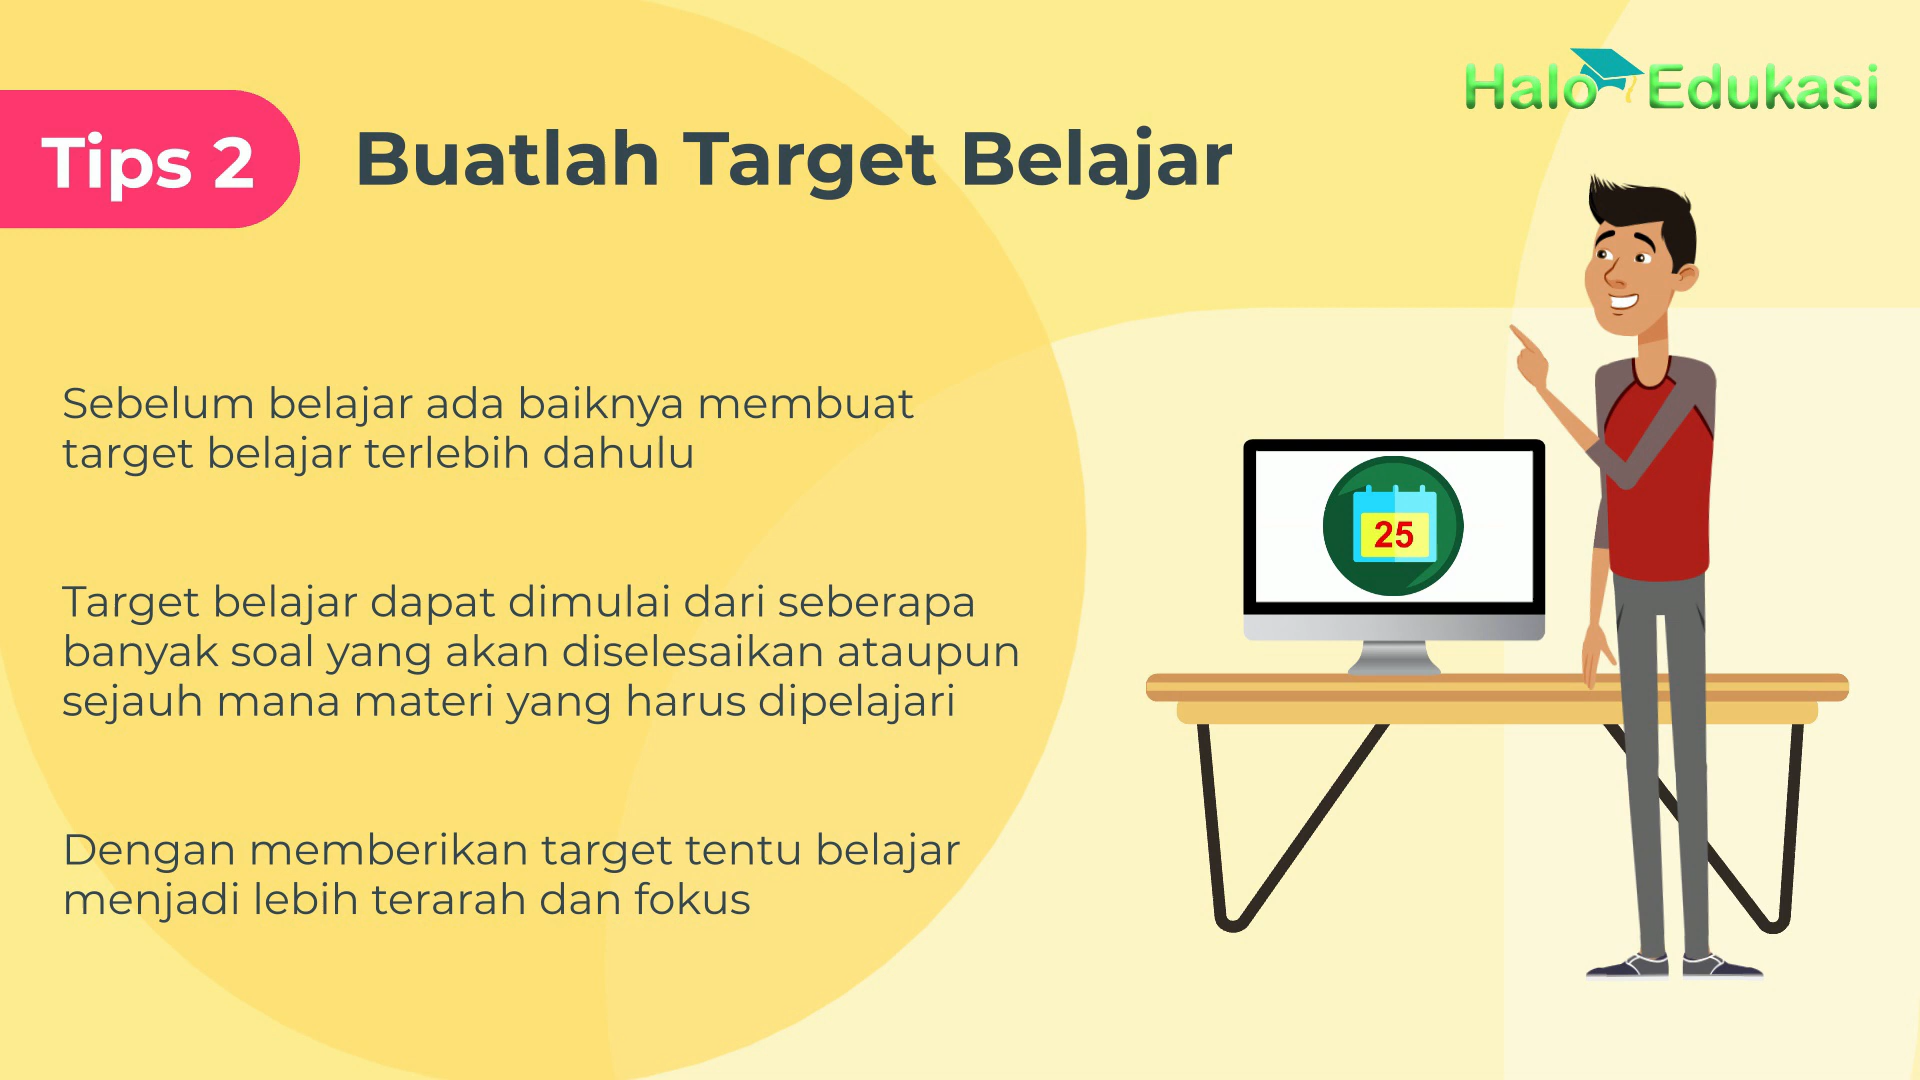 Halo Edukasi
Tips 2
Buatlah Target Belajar
Sebelum belajar ada baiknya membuat
target belajar terlebih dahulu
Target belajar dapat dimulai dari seberapa
banyak soal yang akan diselesaikan ataupun
sejauh mana materi yang harus dipelajari
Dengan memberikan target tentu belajar
menjadi lebih terarah dan fokus
25